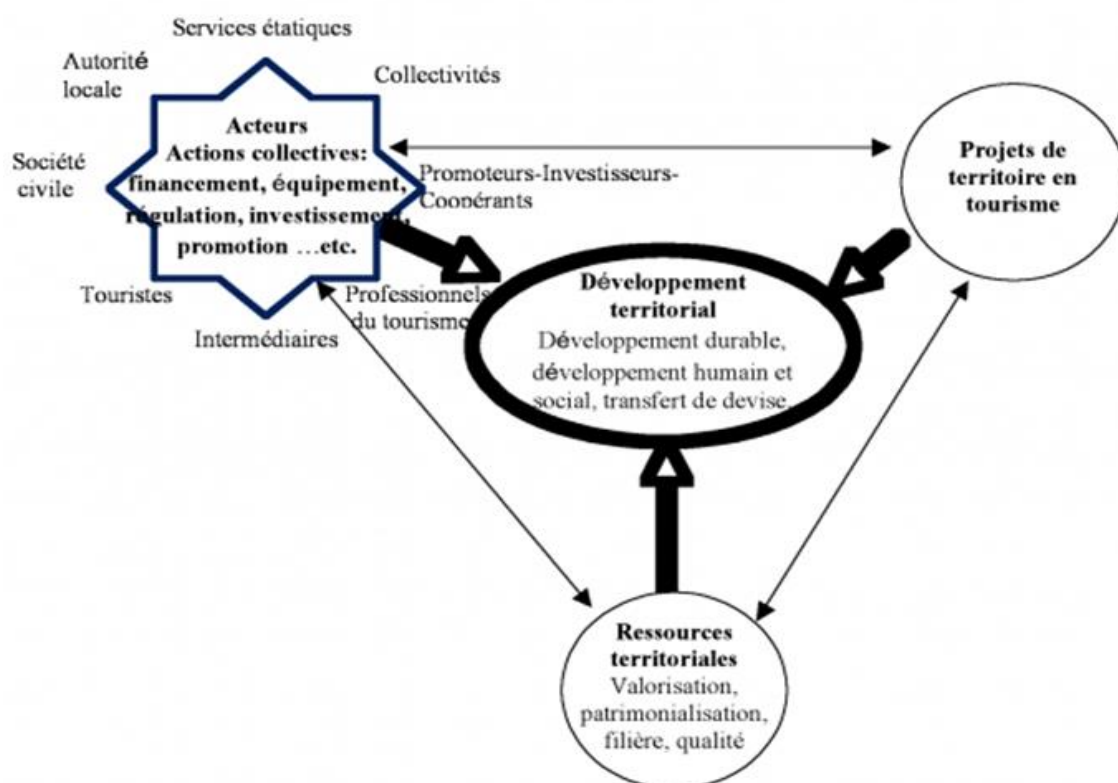 Services étatiques
Autorité
locale
Collectivités
Acteurs
Actions collectives:
financement, équipement,
régulation, investissement,
promotion …etc.
Société
civile
Promoteurs-Investisseurs-
Coopérants
Touristes
Professionnels
du tourisme
Intermédiaires
Projets de
territoire en
tourisme
Développement
territorial
Développement durable,
développement humain et
social, transfert de devise.
Ressources
territoriales
Valorisation,
patrimonialisation,
filière, qualité